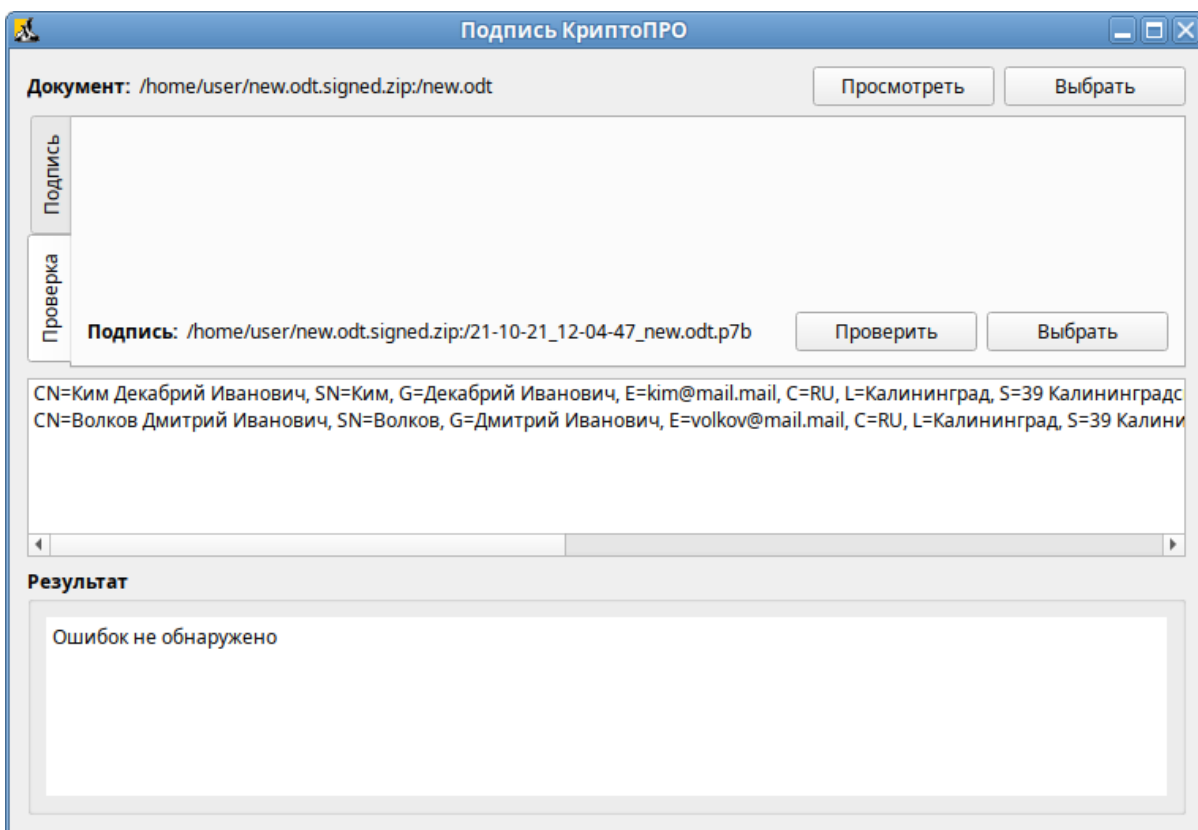 Подпись КриптоПРО
Документ: /home/user/new.odt.signed.zip:/new.odt
Просмотреть
Выбрать
Подпись
Проверка
Подпись: /home/user/new.odt.signed.zip:/21-10-21_12-04-47_new.odt.p7b
Проверить
Выбрать
CN=Ким Декабрий Иванович, SN=Ким, G=Декабрий Иванович, E=kim@mail.mail, C=RU, L=Калининград, S=39 Калининградс
CN=Волков Дмитрий Иванович, SN=Волков, G=Дмитрий Иванович, E=volkov@mail.mail, C=RU, L=Калининград, S=39 Калини
Результат
Ошибок не обнаружено